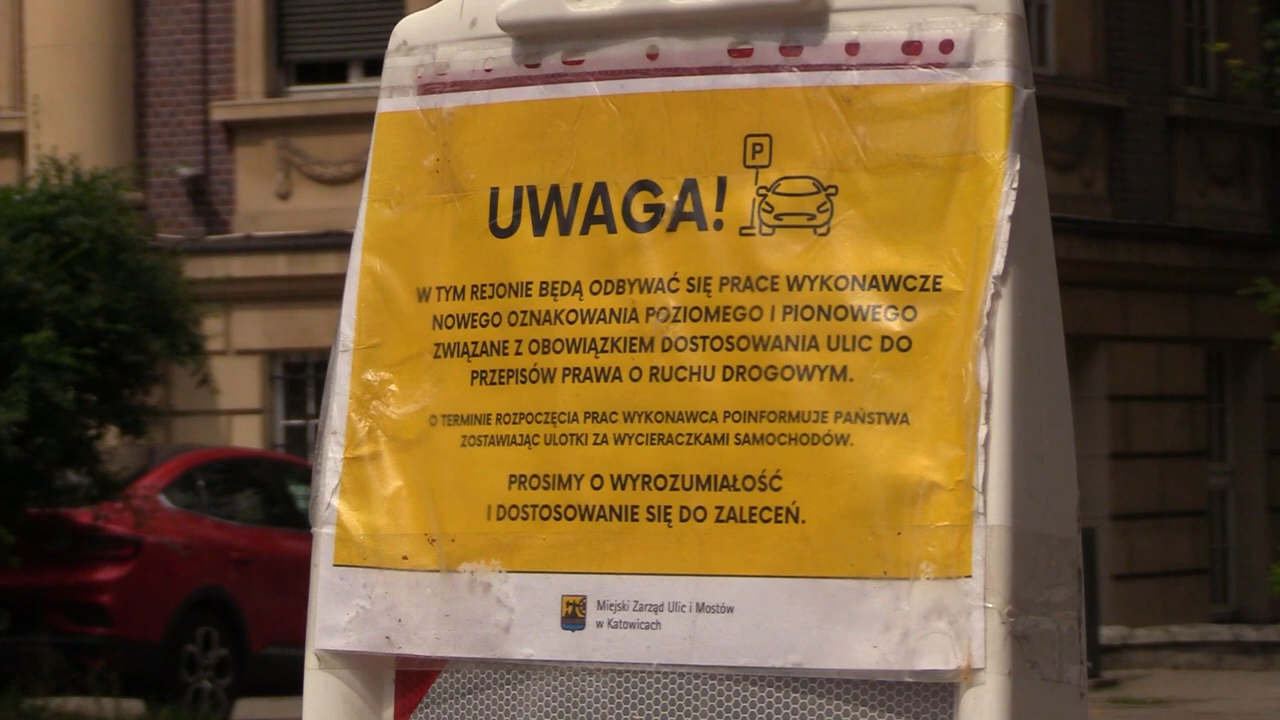 P
UWAGA!
W TYM REJONIE BĘDĄ ODBYWAĆ SIĘ PRACE WYKONAWCZE
NOWEGO OZNAKOWANIA POZIOMEGO I PIONOWEGO
ZWIĄZANE Z OBOWIĄZKIEM DOSTOSOWANIA ULIC DO
PRZEPISÓW PRAWA O RUCHU DROGOWYM.
O TERMINIE ROZPOCZĘCIA PRAC WYKONAWCA POINFORMUJE PAŃSTWA
ZOSTAWIAJĄC ULOTKI ZA WYCIERACZKAMI SAMOCHODÓW.
PROSIMY O WYROZUMIAŁOŚĆ
I DOSTOSOWANIE SIĘ DO ZALECEŃ.
Miejski Zarząd Ulic i Mostów
w Katowicach